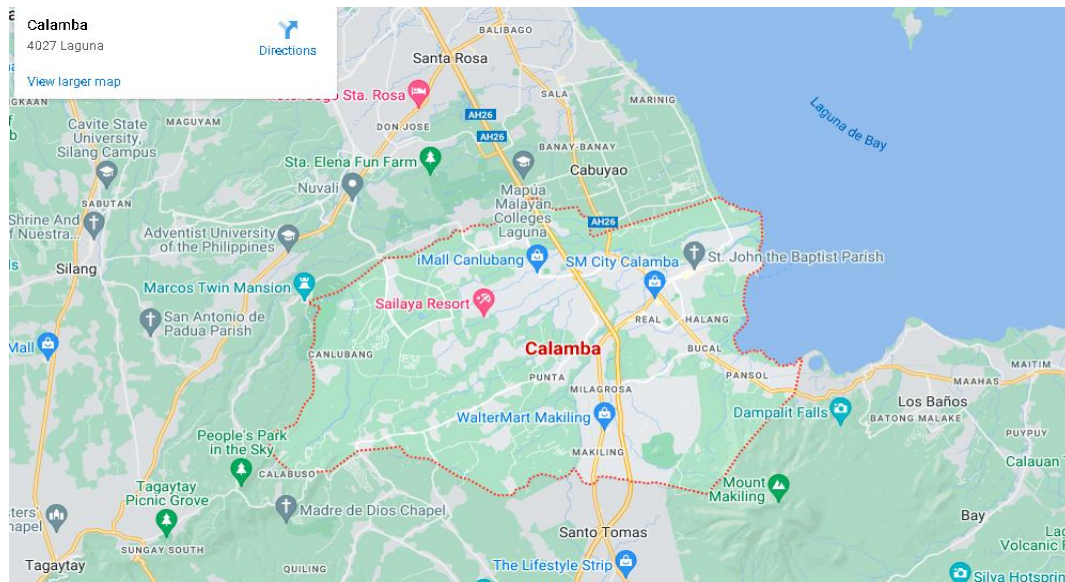 Calamba
4027 Laguna
Directions
View larger map
BALIBAGO
Santa Rosa
Sta. Rosa
SALA
MARINIG
AH26
DON JOSE
AH26
Laguna de Bay
Cavite State
University,
Silang Campus
MAGUYAM
Sta. Elena Fun Farm
BANAY-BANAY
Cabuyao
Nuvali
Mapúa
Malayan
Colleges
Laguna
SABUTAN
Shrine And
of Nuestra...
Adventist University
of the Philippines
AH26
Silang
iMall Canlubang
SM City Calamba
St. John the Baptist Parish
Marcos Twin Mansion
Sailaya Resort
San Antonio de
Padua Parish
REAL
HALANG
Mall
CANLUBANG
Calamba
BUCAL
PUNTA
PANSOL
MAITIM
MILAGROSA
MAAHAS
Los Baños
WalterMart Makiling
Dampalit Falls
BATONG MALAKE
People's Park
in the Sky
PUYPUY
MAKILING
Calauan
CALABUSO
Tagaytay
Picnic Grove
Mount
Makiling
Madre de Dios Chapel
Bay
Santo Tomas
SUNGAY SOUTH
Volcanic
Tagaytay
QUILING
The Lifestyle Strip
Silva Hotspring